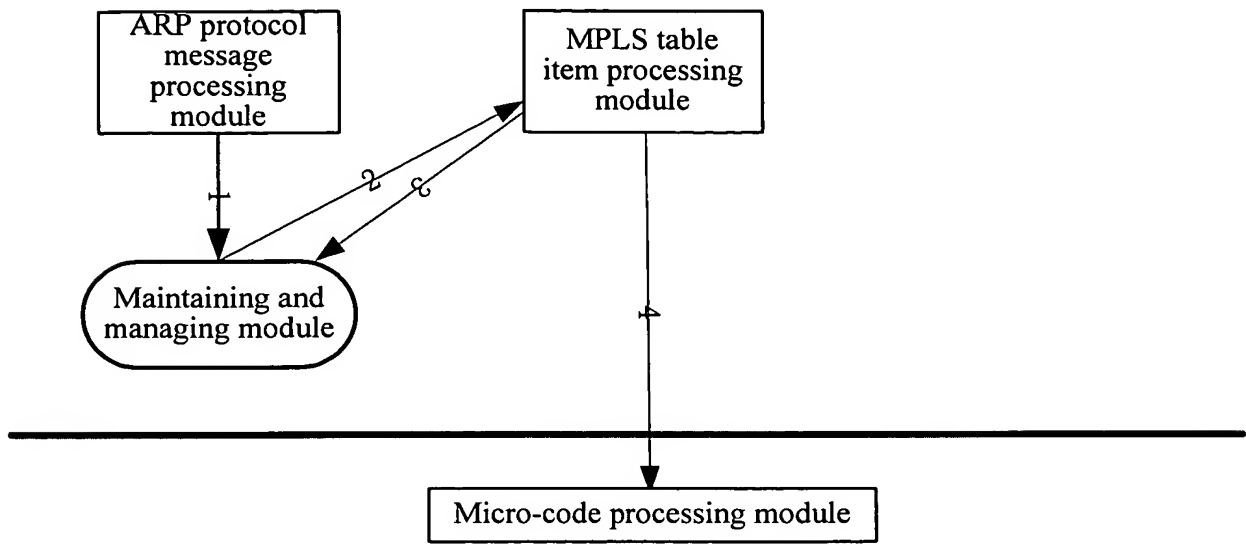 ARP protocol
message
processing
module
MPLS table
item processing
module
1
2
3
4
Maintaining and
managing module
Micro-code processing module